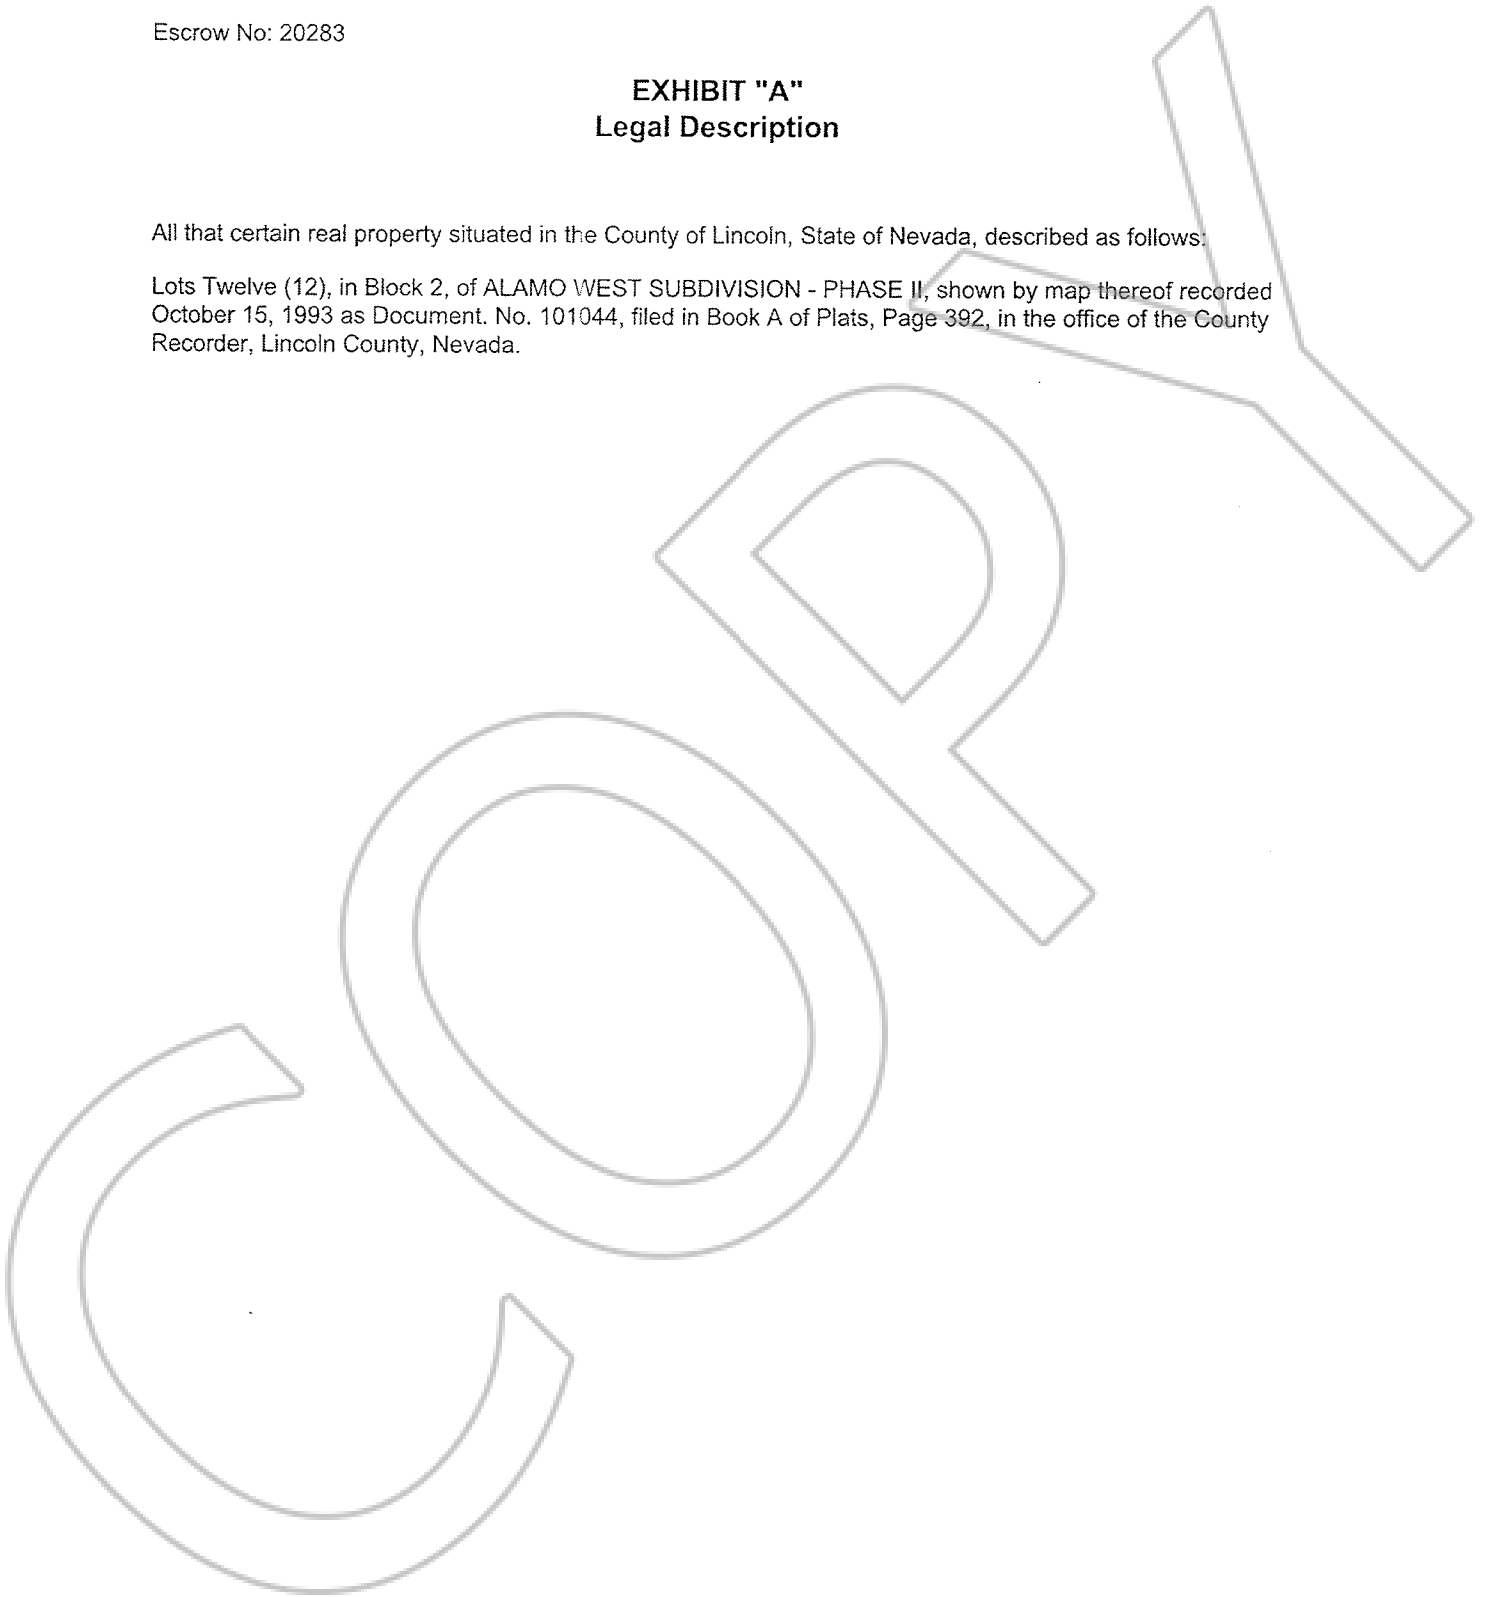 Escrow No: 20283
EXHIBIT "A"
Legal Description
All that certain real property situated in the County of Lincoln, State of Nevada, described as follows:
Lots Twelve (12), in Block 2, of ALAMO WEST SUBDIVISION - PHASE II, shown by map thereof recorded
October 15, 1993 as Document. No. 101044, filed in Book A of Plats, Page 392, in the office of the County
Recorder, Lincoln County, Nevada.
COPY